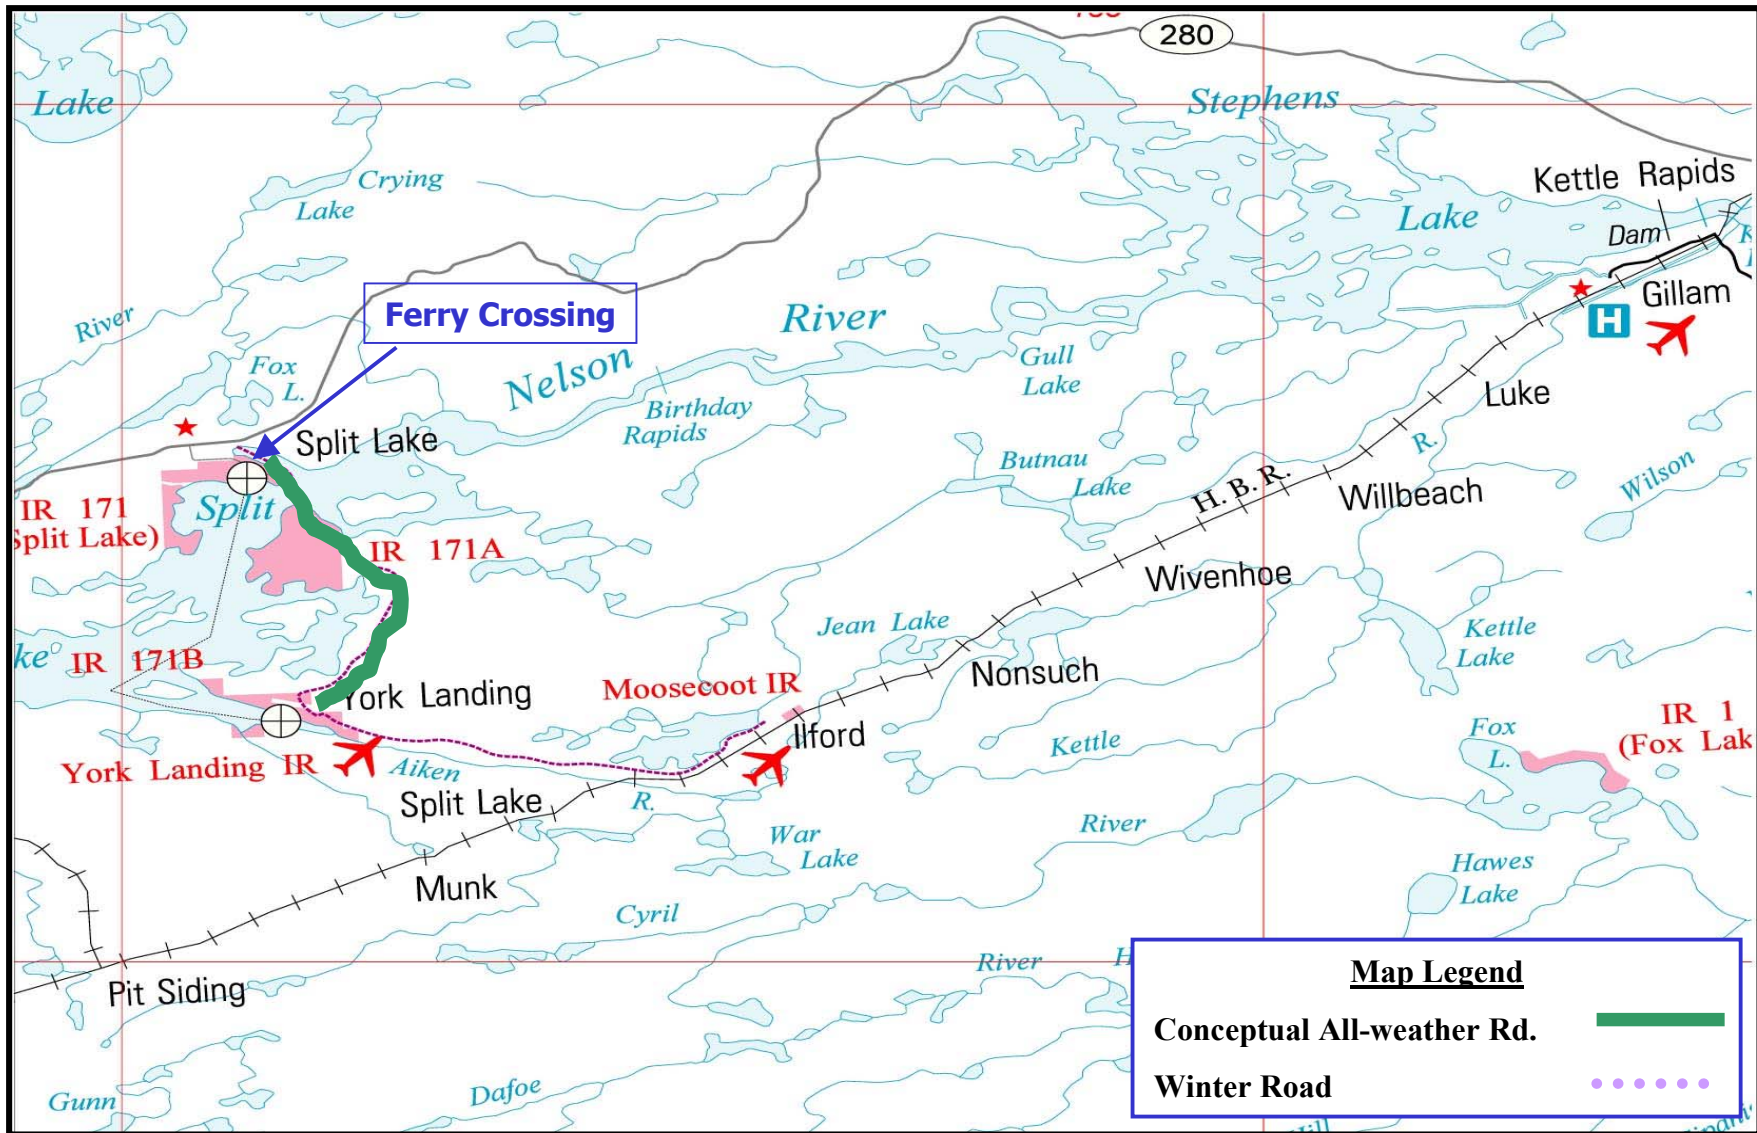 280
Lake
Stephens
Kettle Rapids
Crying
Lake
Lake
Dam
Gillam
H
River
Ferry Crossing
River
Nelson
Fox
L.
Gull
Lake
Luke
Birthday
Rapids
Split Lake
R.
Butnau
Lake
H. B. R.
Willbeach
Wilson
IR 171
Split Lake)
Split
IR 171A
Wivenhoe
Jean Lake
Kettle
Lake
ke
IR 171B
York Landing
Moosecoot IR
Nonsuch
Ilford
Kettle
Fox
L.
IR 1
(Fox Lak
York Landing IR
Aiken
Split Lake
R.
War
Lake
River
Munk
Hawes
Lake
Cyril
River
H
Pit Siding
Gunn
Dafoe
Map Legend
Conceptual All-weather Rd.
Winter Road